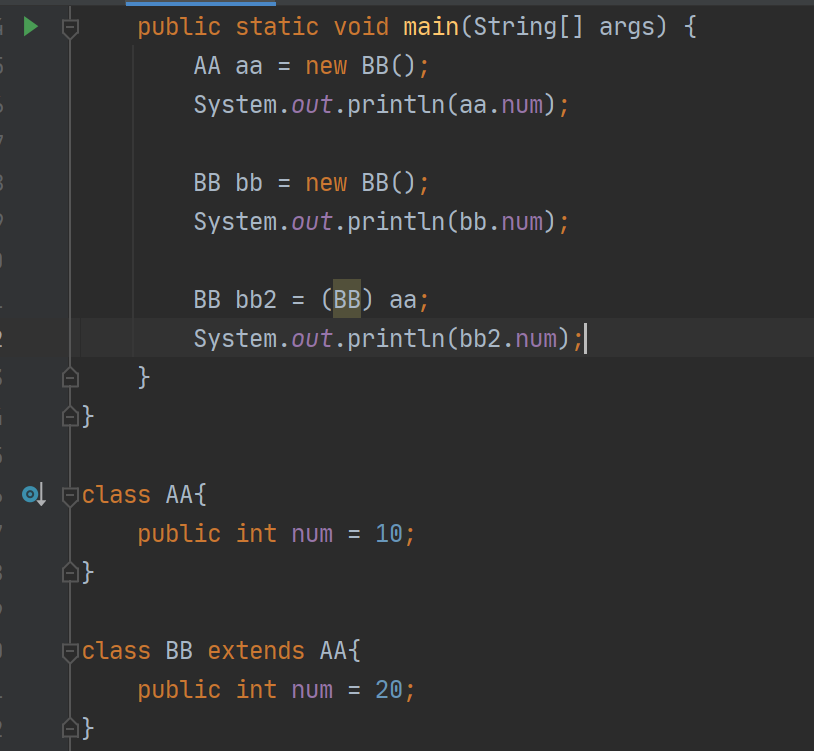 public static void main(String[] args) {
AA aa = new BB();
System.out.println(aa.num);
BB bb = new BB();
System.out.println(bb.num);
BB bb2 = (BB) aa;
System.out.println(bb2.num);
}
}
class AA{
public int num = 10;
}
class BB extends AA{
public int num = 20;
}